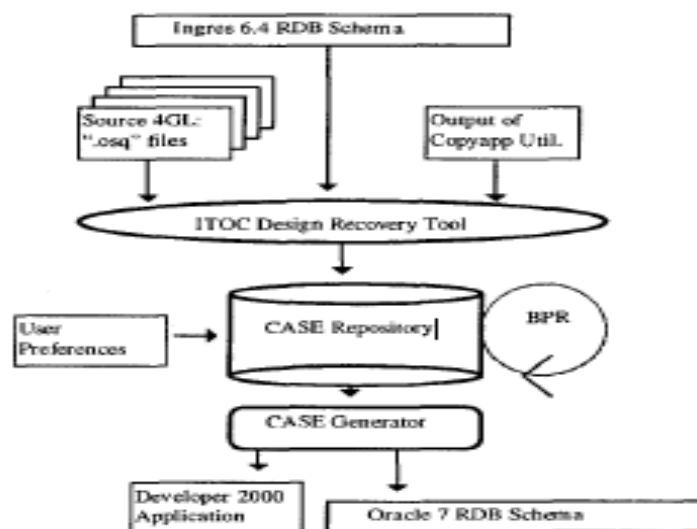 Ingres 6.4 RDB Schema
Source 4GL:
".osq" files
Output of
Copyapp Util.
ITOC Design Recovery Tool
CASE Repository
BPR
User
Preferences
CASE Generator
Developer 2000
Application
Oracle 7 RDB Schema